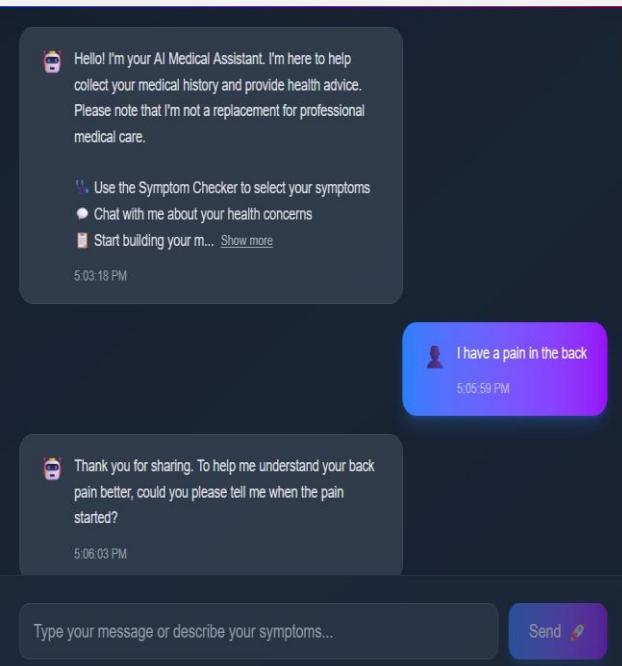 Hello! I'm your AI Medical Assistant. I'm here to help
collect your medical history and provide health advice.
Please note that I'm not a replacement for professional
medical care.
Use the Symptom Checker to select your symptoms
Chat with me about your health concerns
Start building your m... Show more
5:03:18 PM
I have a pain in the back
5:05:59 PM
Thank you for sharing. To help me understand your back
pain better, could you please tell me when the pain
started?
5:06:03 PM
Type your message or describe your symptoms...
Send